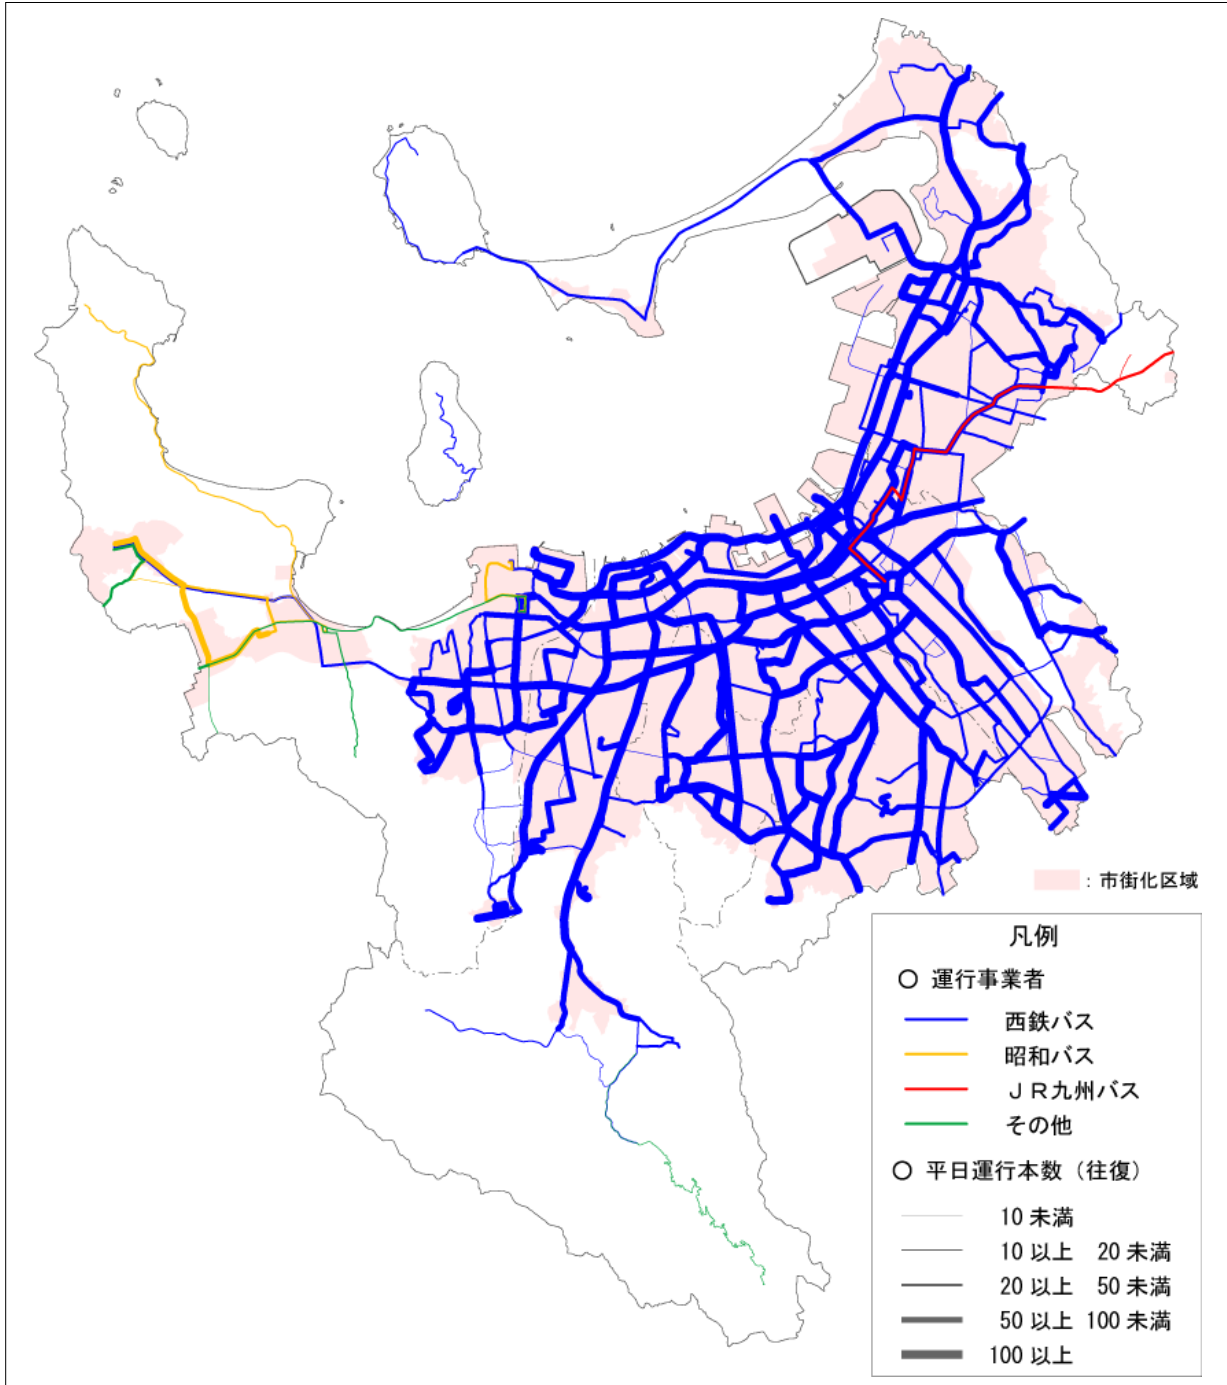 ：市街化区域
凡例
○ 運行事業者
西鉄バス
昭和バス
ＪＲ九州バス
その他
○ 平日運行本数（往復）
10 未満
10 以上 20 未満
20 以上 50 未満
50 以上 100 未満
100 以上